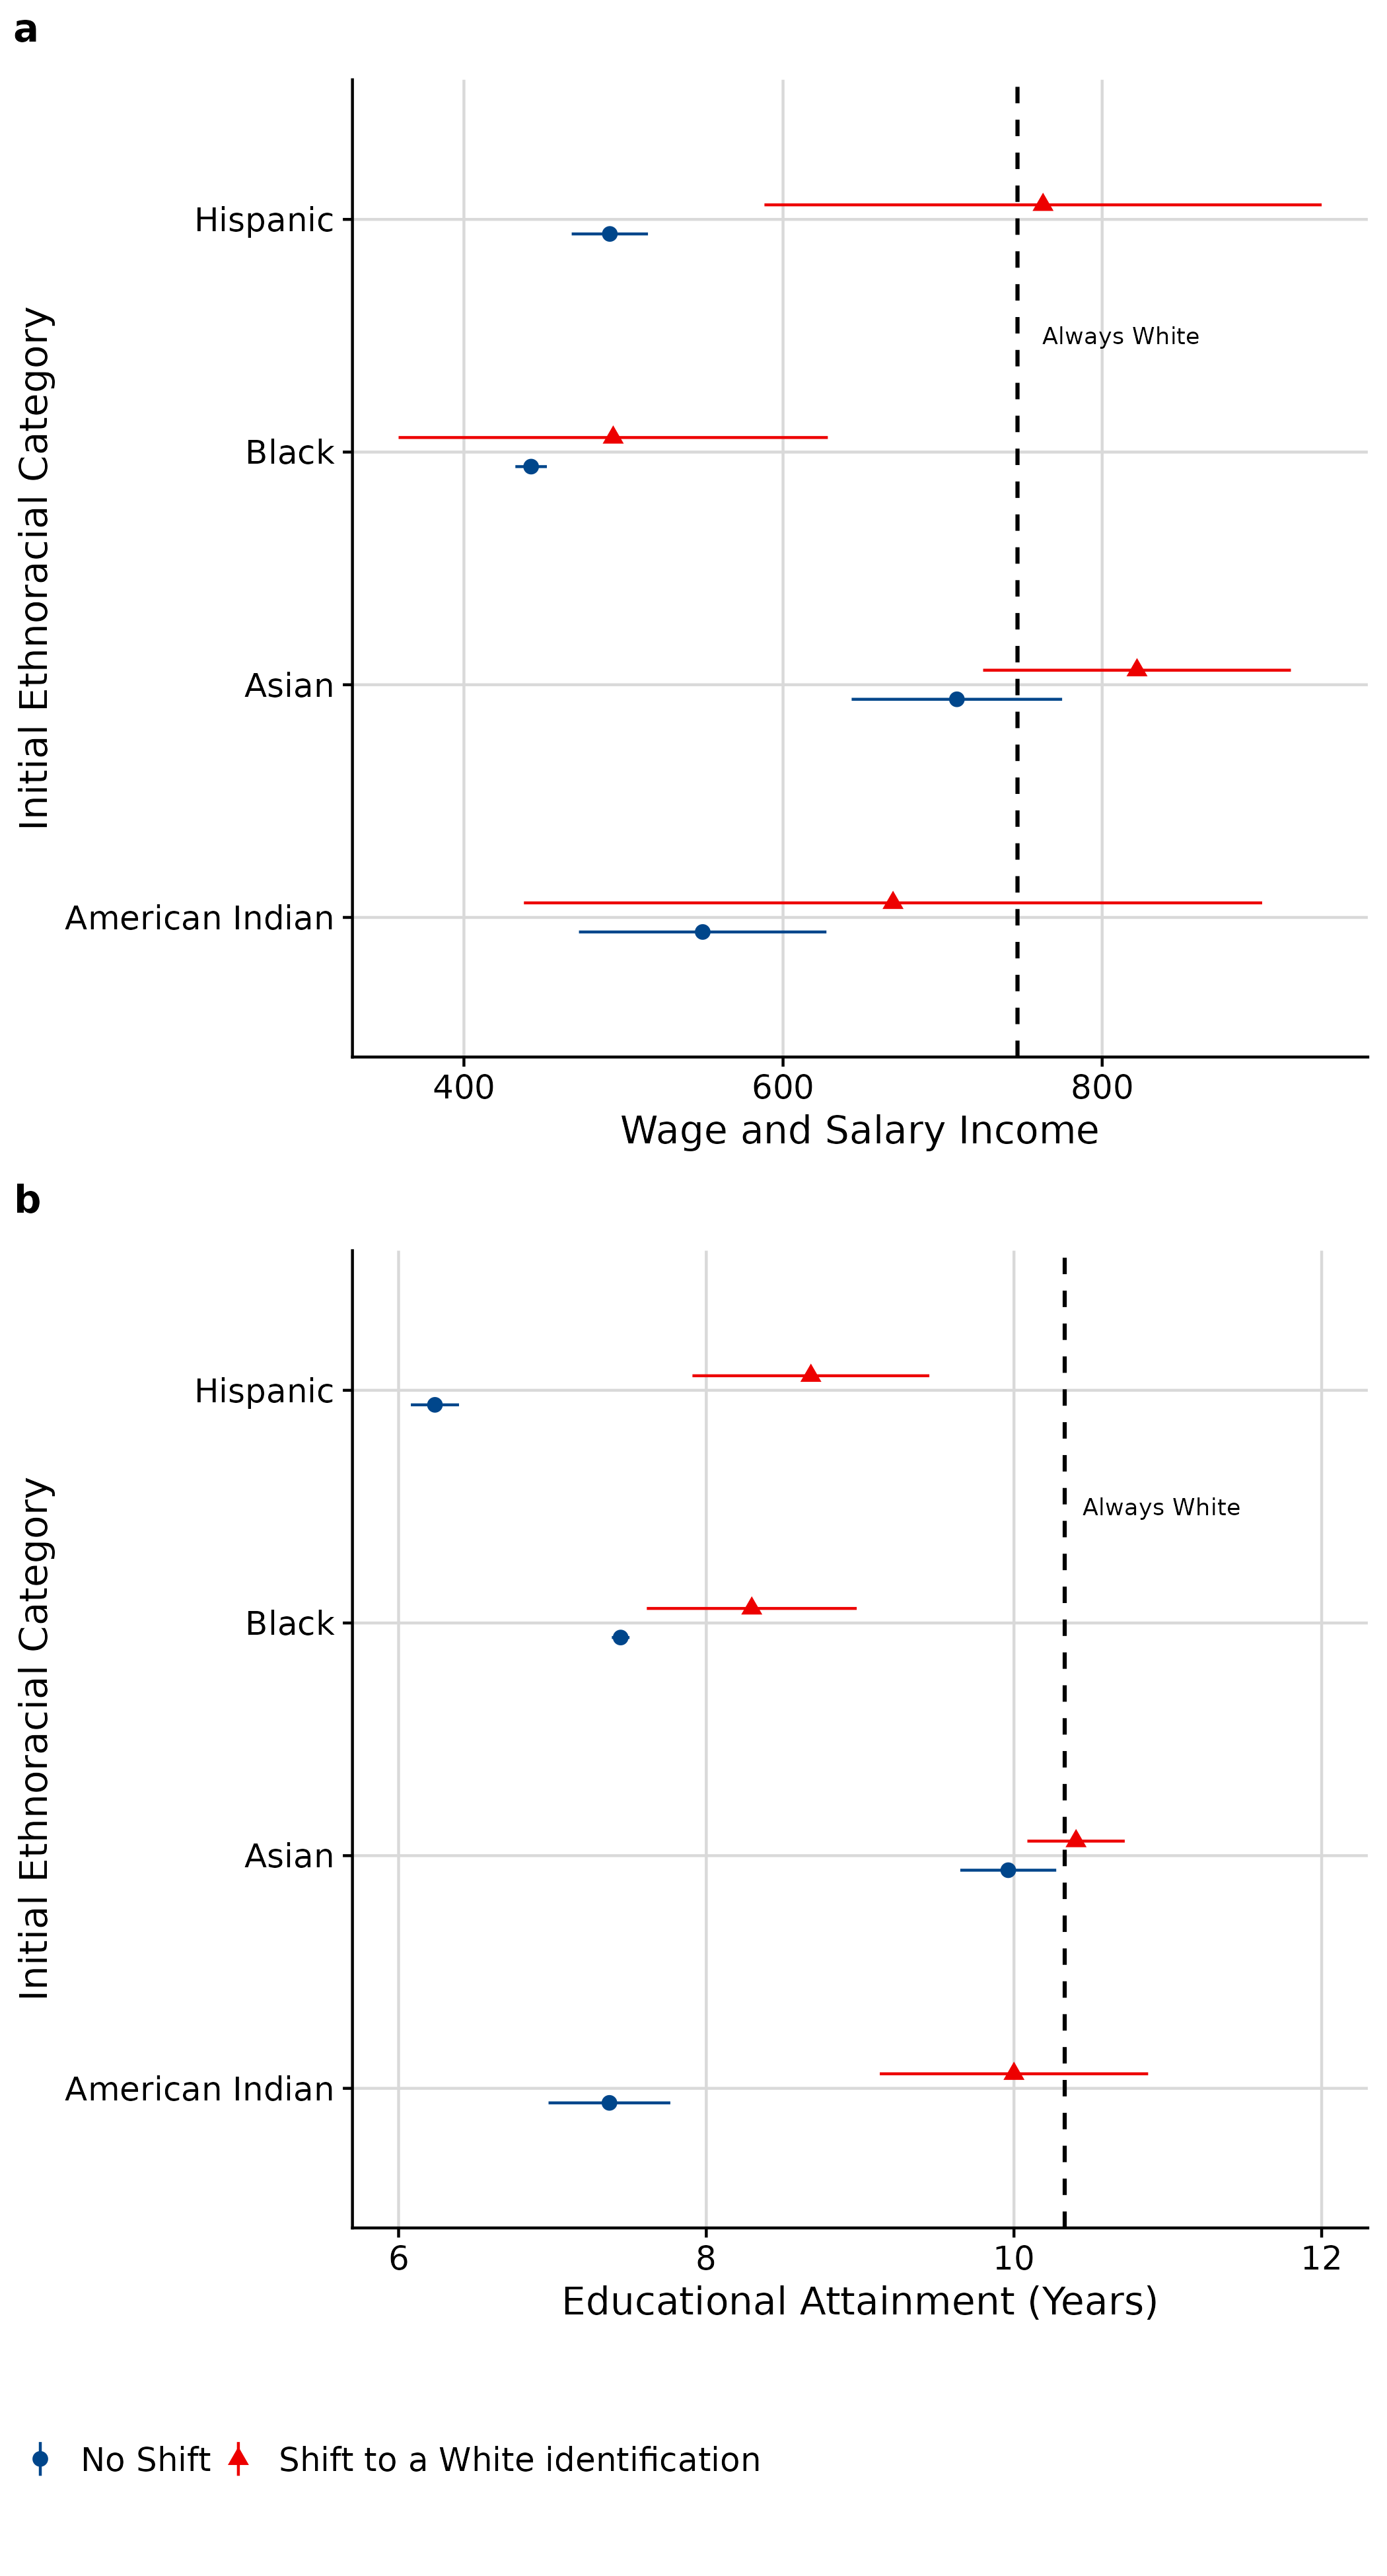 a
Initial Ethnoracial Category
Hispanic
Always White
Black
Asian
American Indian
400 600 800
Wage and Salary Income
b
Initial Ethnoracial Category
Hispanic
Always White
Black
Asian
American Indian
6 8 10 12
Educational Attainment (Years)
No Shift Shift to a White identification